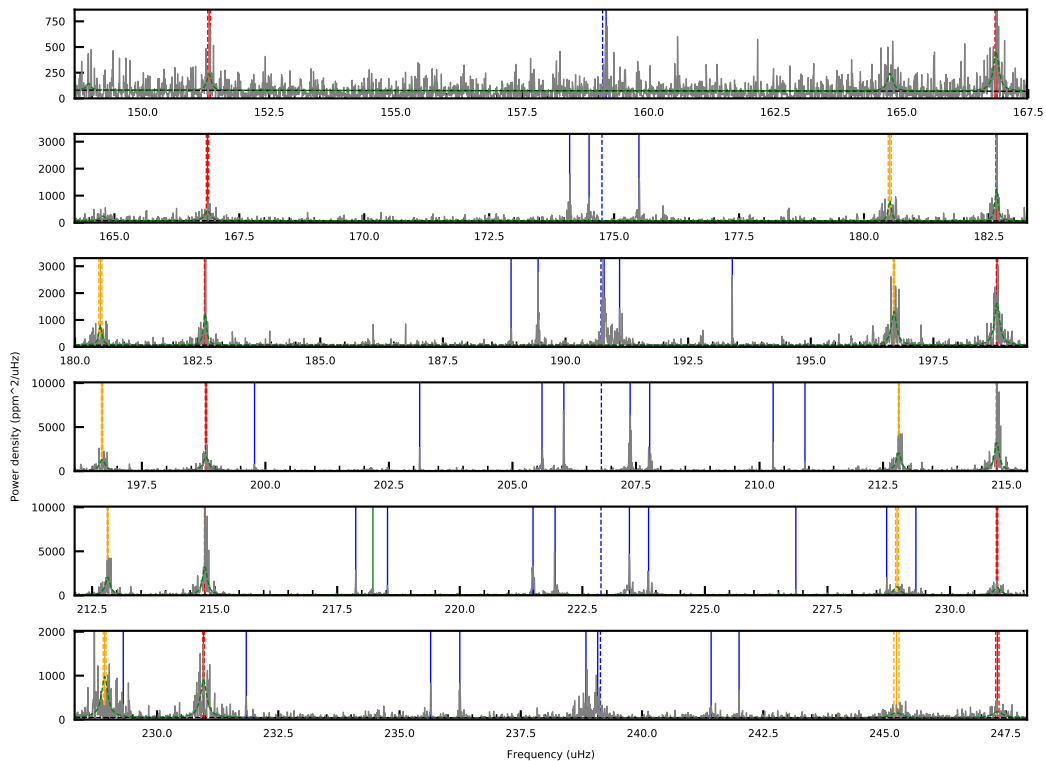 750
500
250
0
150.0 152.5 155.0 157.5 160.0 162.5 165.0 167.5
3000
2000
1000
0
165.0 167.5 170.0 172.5 175.0 177.5 180.0 182.5
3000
2000
1000
0
180.0 182.5 185.0 187.5 190.0 192.5 195.0 197.5
10000
5000
0
197.5 200.0 202.5 205.0 207.5 210.0 212.5 215.0
10000
5000
0
212.5 215.0 217.5 220.0 222.5 225.0 227.5 230.0
2000
1000
0
230.0 232.5 235.0 237.5 240.0 242.5 245.0 247.5
Power density (ppm^2/uHz)
Frequency (uHz)